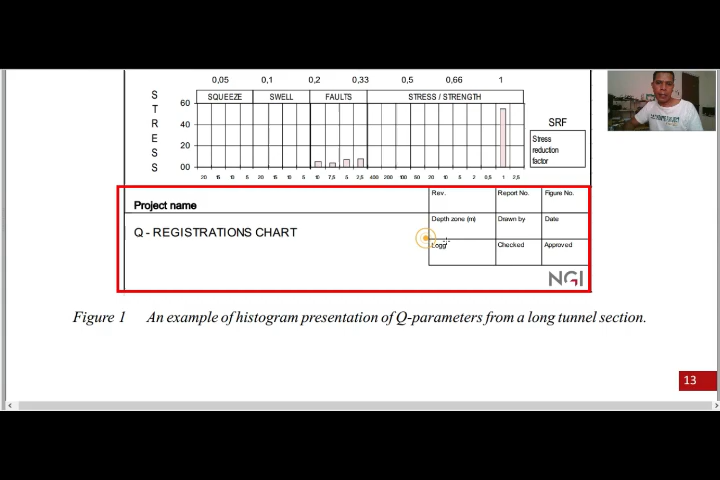 0,05 0,1 0,2 0,33 0,5 0,66 1
STRESS
SQUEEZE SWELL FAULTS STRESS / STRENGTH
60
40
20
00
20 15 10 5 20 15 10 5 10 7,5 5 2,5 400 200 100 50 20 10 5 2 0,5 1 2,5
SRF
Stress
reduction
factor
Project name
Q - REGISTRATIONS CHART
Rev. Report No. Figure No.
Depth zone (m) Drawn by Date
Logg Checked Approved
NGI
Figure 1 An example of histogram presentation of Q-parameters from a long tunnel section.
13